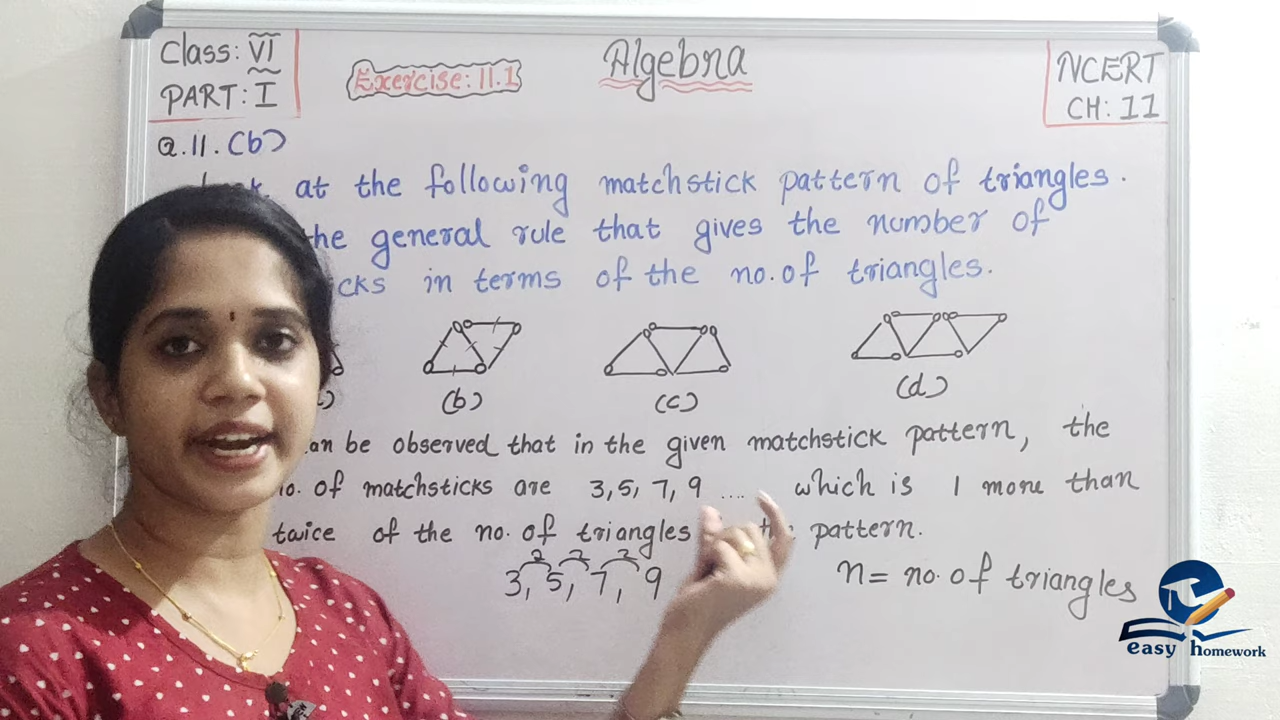 Class: VI
PART: I
Exercise: 11.1
Algebra
NCERT
CH: 11
Q.11. (b)
at the following matchstick pattern of triangles.
the general rule that gives the number of
in terms of the no. of triangles.
(b)
(c)
(d)
be observed that in the given matchstick pattern, the
no. of matchsticks are 3, 5, 7, 9 .... which is 1 more than
twice of the no. of triangles pattern.
2 2 2
3, 5, 7, 9
n = no. of triangles
easy homework